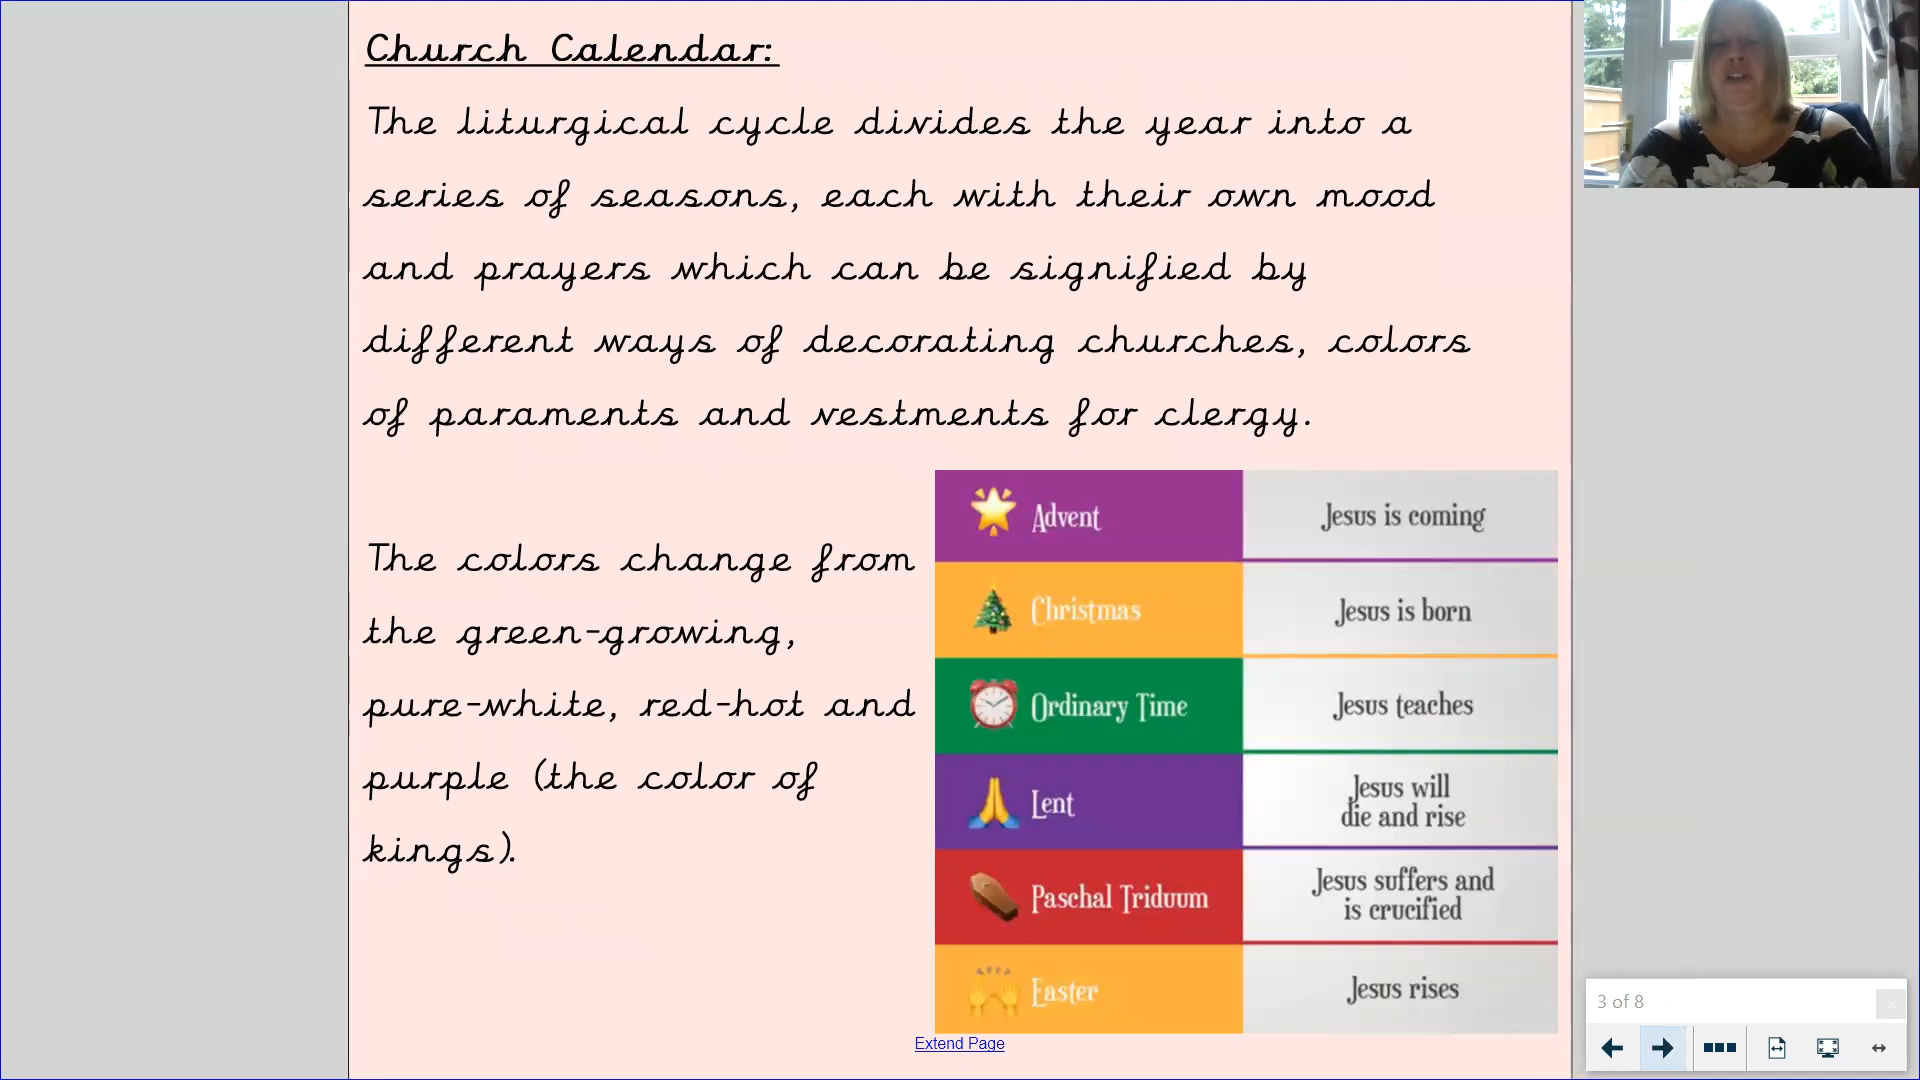 Church Calendar:
The liturgical cycle divides the year into a
series of seasons, each with their own mood
and prayers which can be signified by
different ways of decorating churches, colors
of paraments and vestments for clergy.
The colors change from
the green-growing,
pure-white, red-hot and
purple (the color of
kings).
Advent
Jesus is coming
Christmas
Jesus is born
Ordinary Time
Jesus teaches
Lent
Jesus will
die and rise
Paschal Triduum
Jesus suffers and
is crucified
Easter
Jesus rises
Extend Page
3 of 8